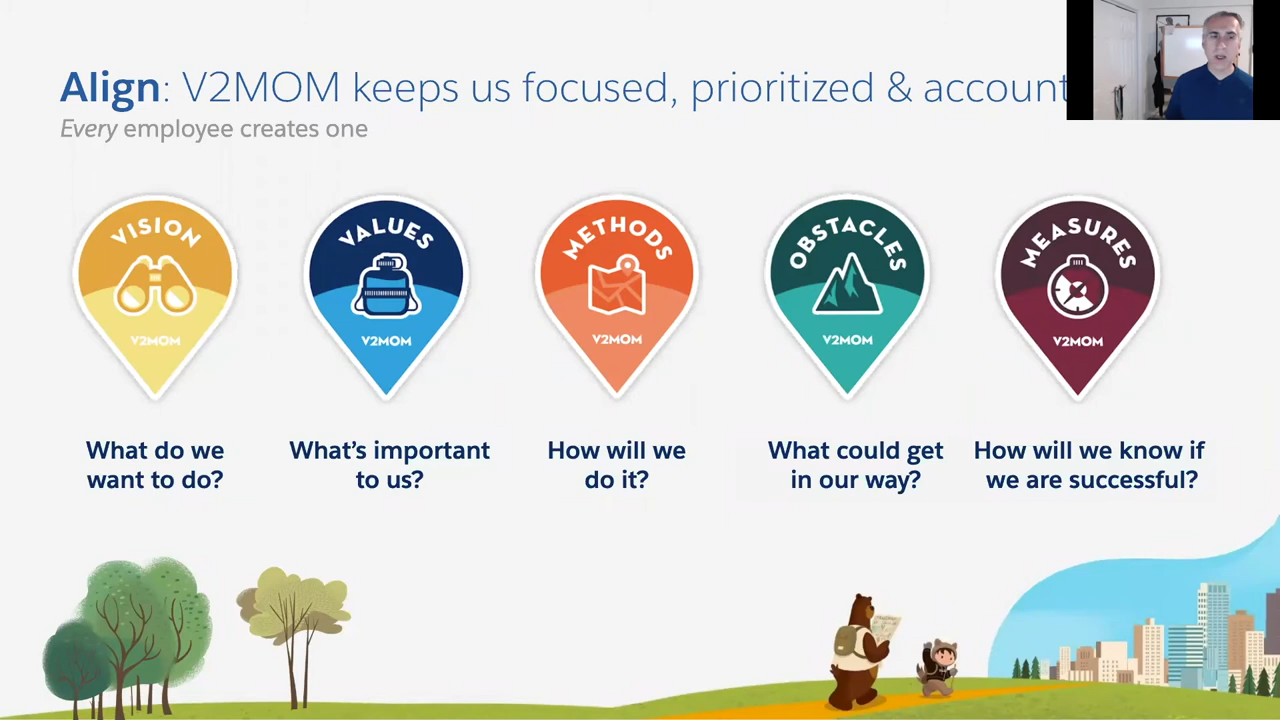 Align: V2MOM keeps us focused, prioritized & account
Every employee creates one
VISION
V2MOM
VALUES
V2MOM
METHODS
V2MOM
OBSTACLES
V2MOM
MEASURES
V2MOM
What do we
want to do?
What's important
to us?
How will we
do it?
What could get
in our way?
How will we know if
we are successful?